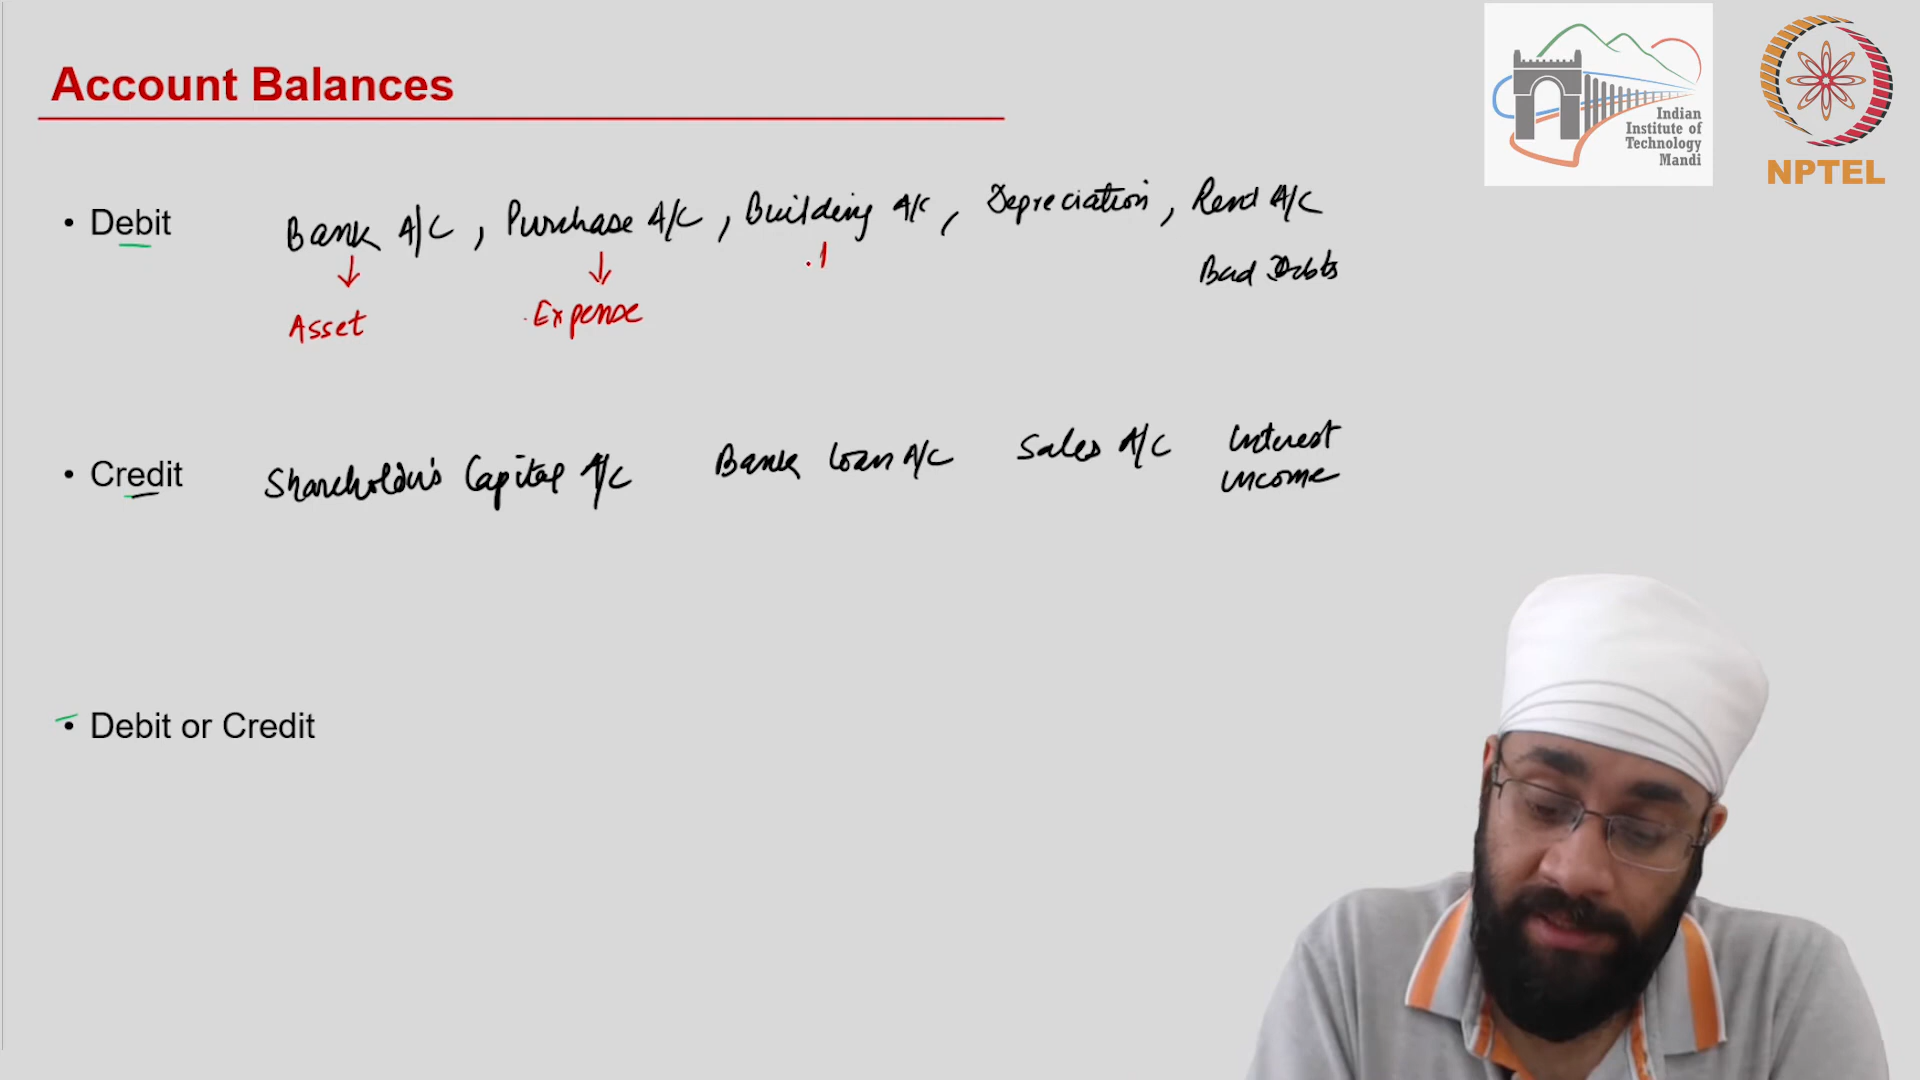 Account Balances
Indian
Institute of
Technology
Mandi
NPTEL
• Debit Bank A/C, Purchase A/C, Building A/C, Depreciation, Rent A/C
Bad Debts
Asset Expense
• Credit Shareholder's Capital A/C Bank Loan A/C Sales A/C Interest
income
• Debit or Credit